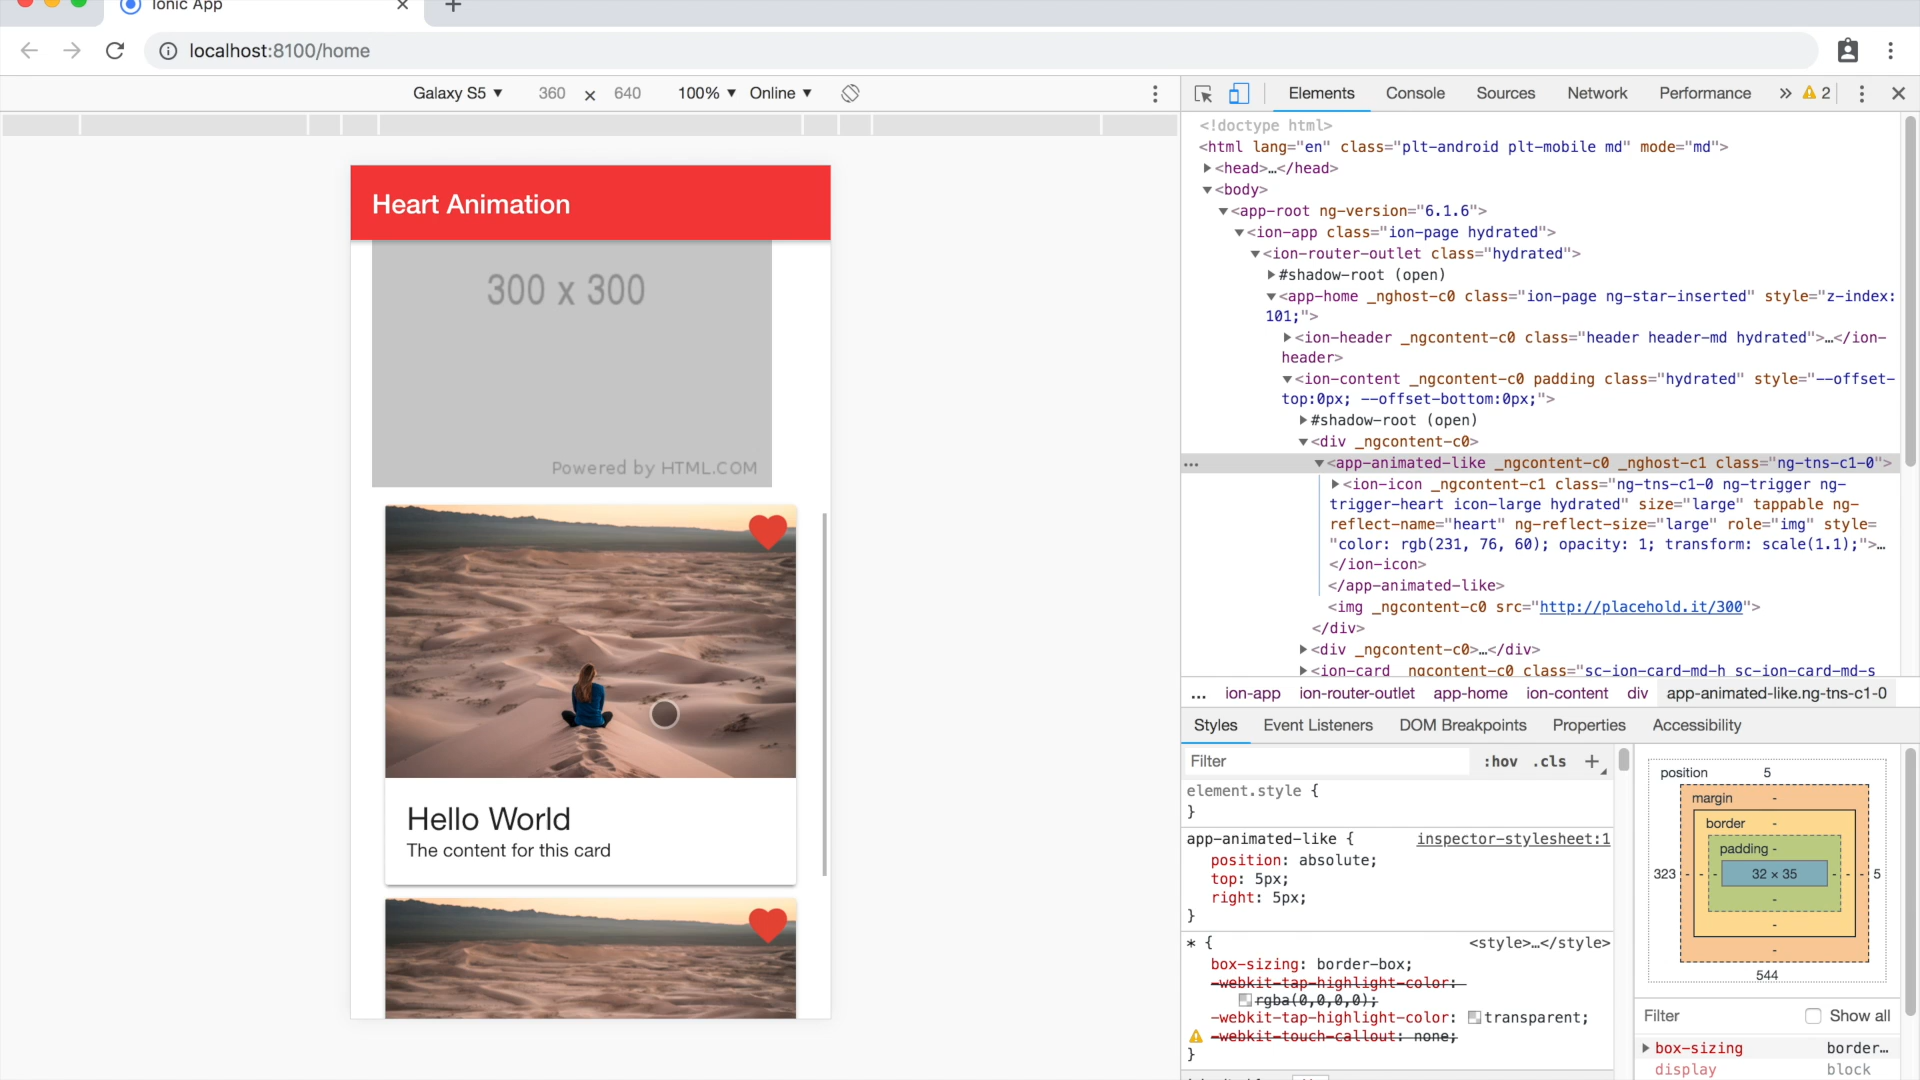 Ionic App
localhost:8100/home
Galaxy S5 ▼ 360 × 640 100% ▼ Online ▼
Elements Console Sources Network Performance » 2
Heart Animation
300 x 300
Powered by HTML.COM
Hello World
The content for this card
<!doctype html>
<html lang="en" class="plt-android plt-mobile md" mode="md">
▶<head>…</head>
▼<body>
▼<app-root ng-version="6.1.6">
▼<ion-app class="ion-page hydrated">
▼<ion-router-outlet class="hydrated">
▶#shadow-root (open)
▼<app-home _nghost-c0 class="ion-page ng-star-inserted" style="z-index:
101;">
▶<ion-header _ngcontent-c0 class="header header-md hydrated">…</ion-
header>
▼<ion-content _ngcontent-c0 padding class="hydrated" style="--offset-
top:0px; --offset-bottom:0px;">
▶#shadow-root (open)
▼<div _ngcontent-c0>
… ▼<app-animated-like _ngcontent-c0 _nghost-c1 class="ng-tns-c1-0">
▶<ion-icon _ngcontent-c1 class="ng-tns-c1-0 ng-trigger ng-
trigger-heart icon-large hydrated" size="large" tappable ng-
reflect-name="heart" ng-reflect-size="large" role="img" style=
"color: rgb(231, 76, 60); opacity: 1; transform: scale(1.1);">…
</ion-icon>
</app-animated-like>
<img _ngcontent-c0 src="http://placehold.it/300">
</div>
▶<div _ngcontent-c0>…</div>
▶<ion-card _ngcontent-c0 class="sc-ion-card-md-h sc-ion-card-md-s
… ion-app ion-router-outlet app-home ion-content div app-animated-like.ng-tns-c1-0
Styles Event Listeners DOM Breakpoints Properties Accessibility
Filter :hov .cls +
element.style {
}
app-animated-like { inspector-stylesheet:1
position: absolute;
top: 5px;
right: 5px;
}
* { <style>…</style>
box-sizing: border-box;
-webkit-tap-highlight-color:
rgba(0,0,0,0);
-webkit-tap-highlight-color: transparent;
-webkit-touch-callout: none;
}
position 5
margin -
border -
padding -
323 - - - 32 × 35 - - - 5
-
-
-
544
Filter Show all
▶ box-sizing border…
display block